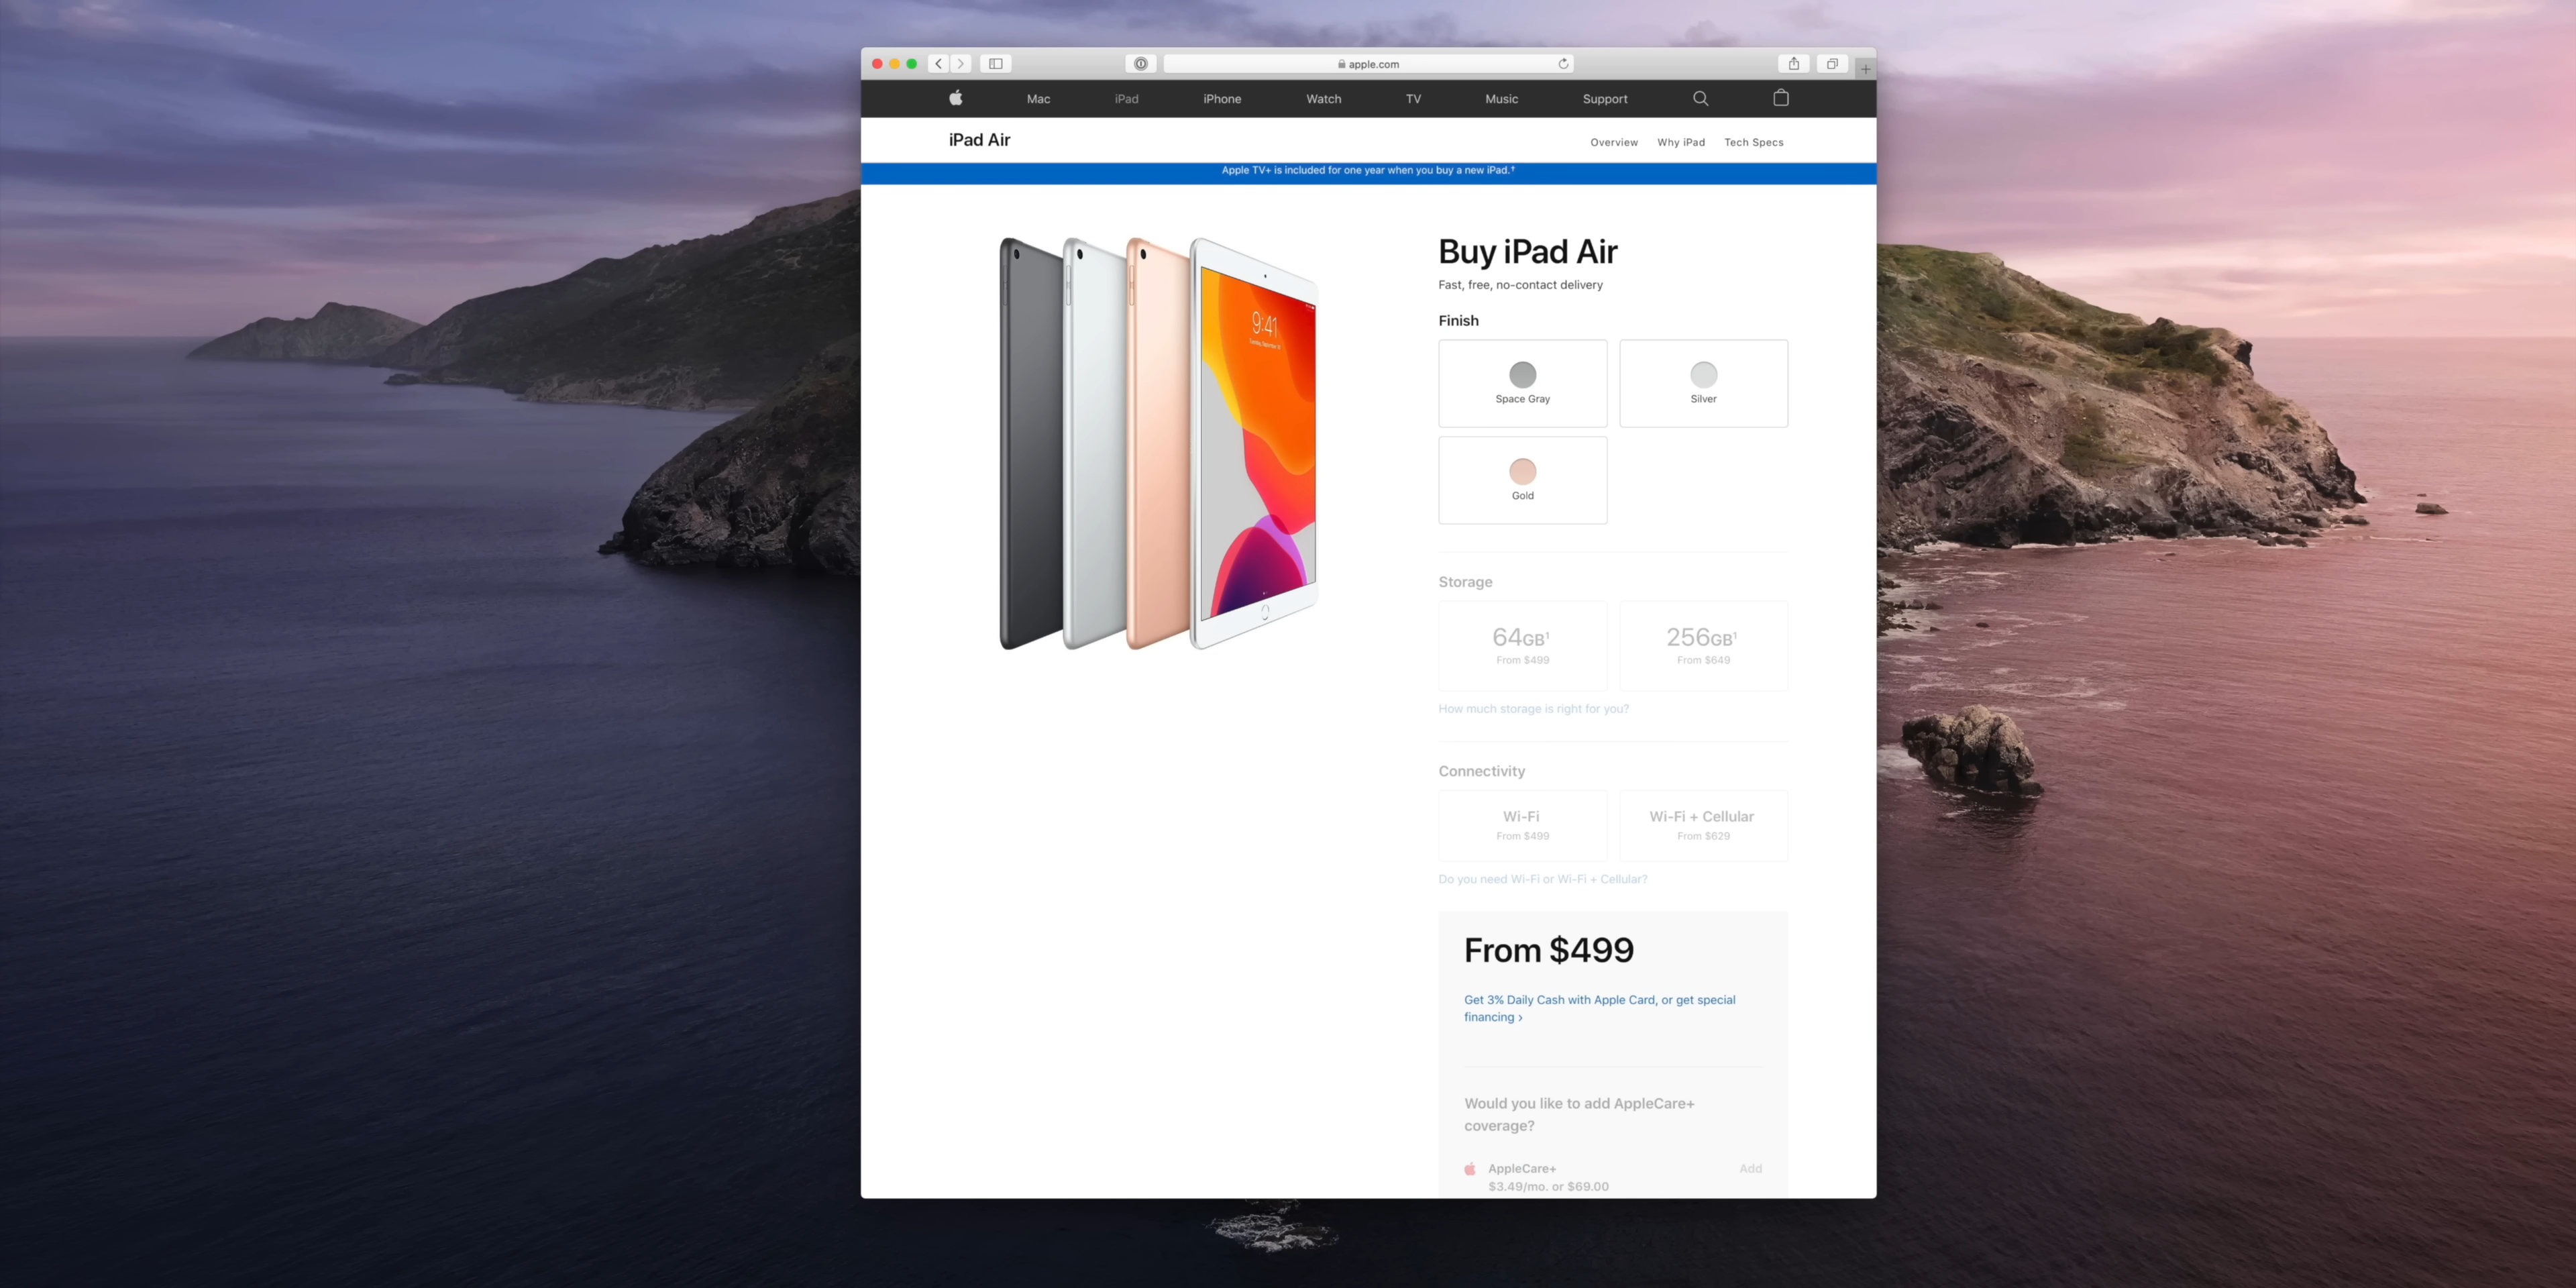 apple.com
Mac iPad iPhone Watch TV Music Support
iPad Air
Overview Why iPad Tech Specs
Apple TV+ is included for one year when you buy a new iPad.†
9:41
Buy iPad Air
Fast, free, no-contact delivery
Finish
Space Gray Silver
Gold
Storage
64GB¹ 256GB¹
From $499 From $649
How much storage is right for you?
Connectivity
Wi-Fi Wi-Fi + Cellular
From $499 From $629
Do you need Wi-Fi or Wi-Fi + Cellular?
From $499
Get 3% Daily Cash with Apple Card, or get special
financing ›
Would you like to add AppleCare+
coverage?
AppleCare+ Add
$3.49/mo. or $69.00